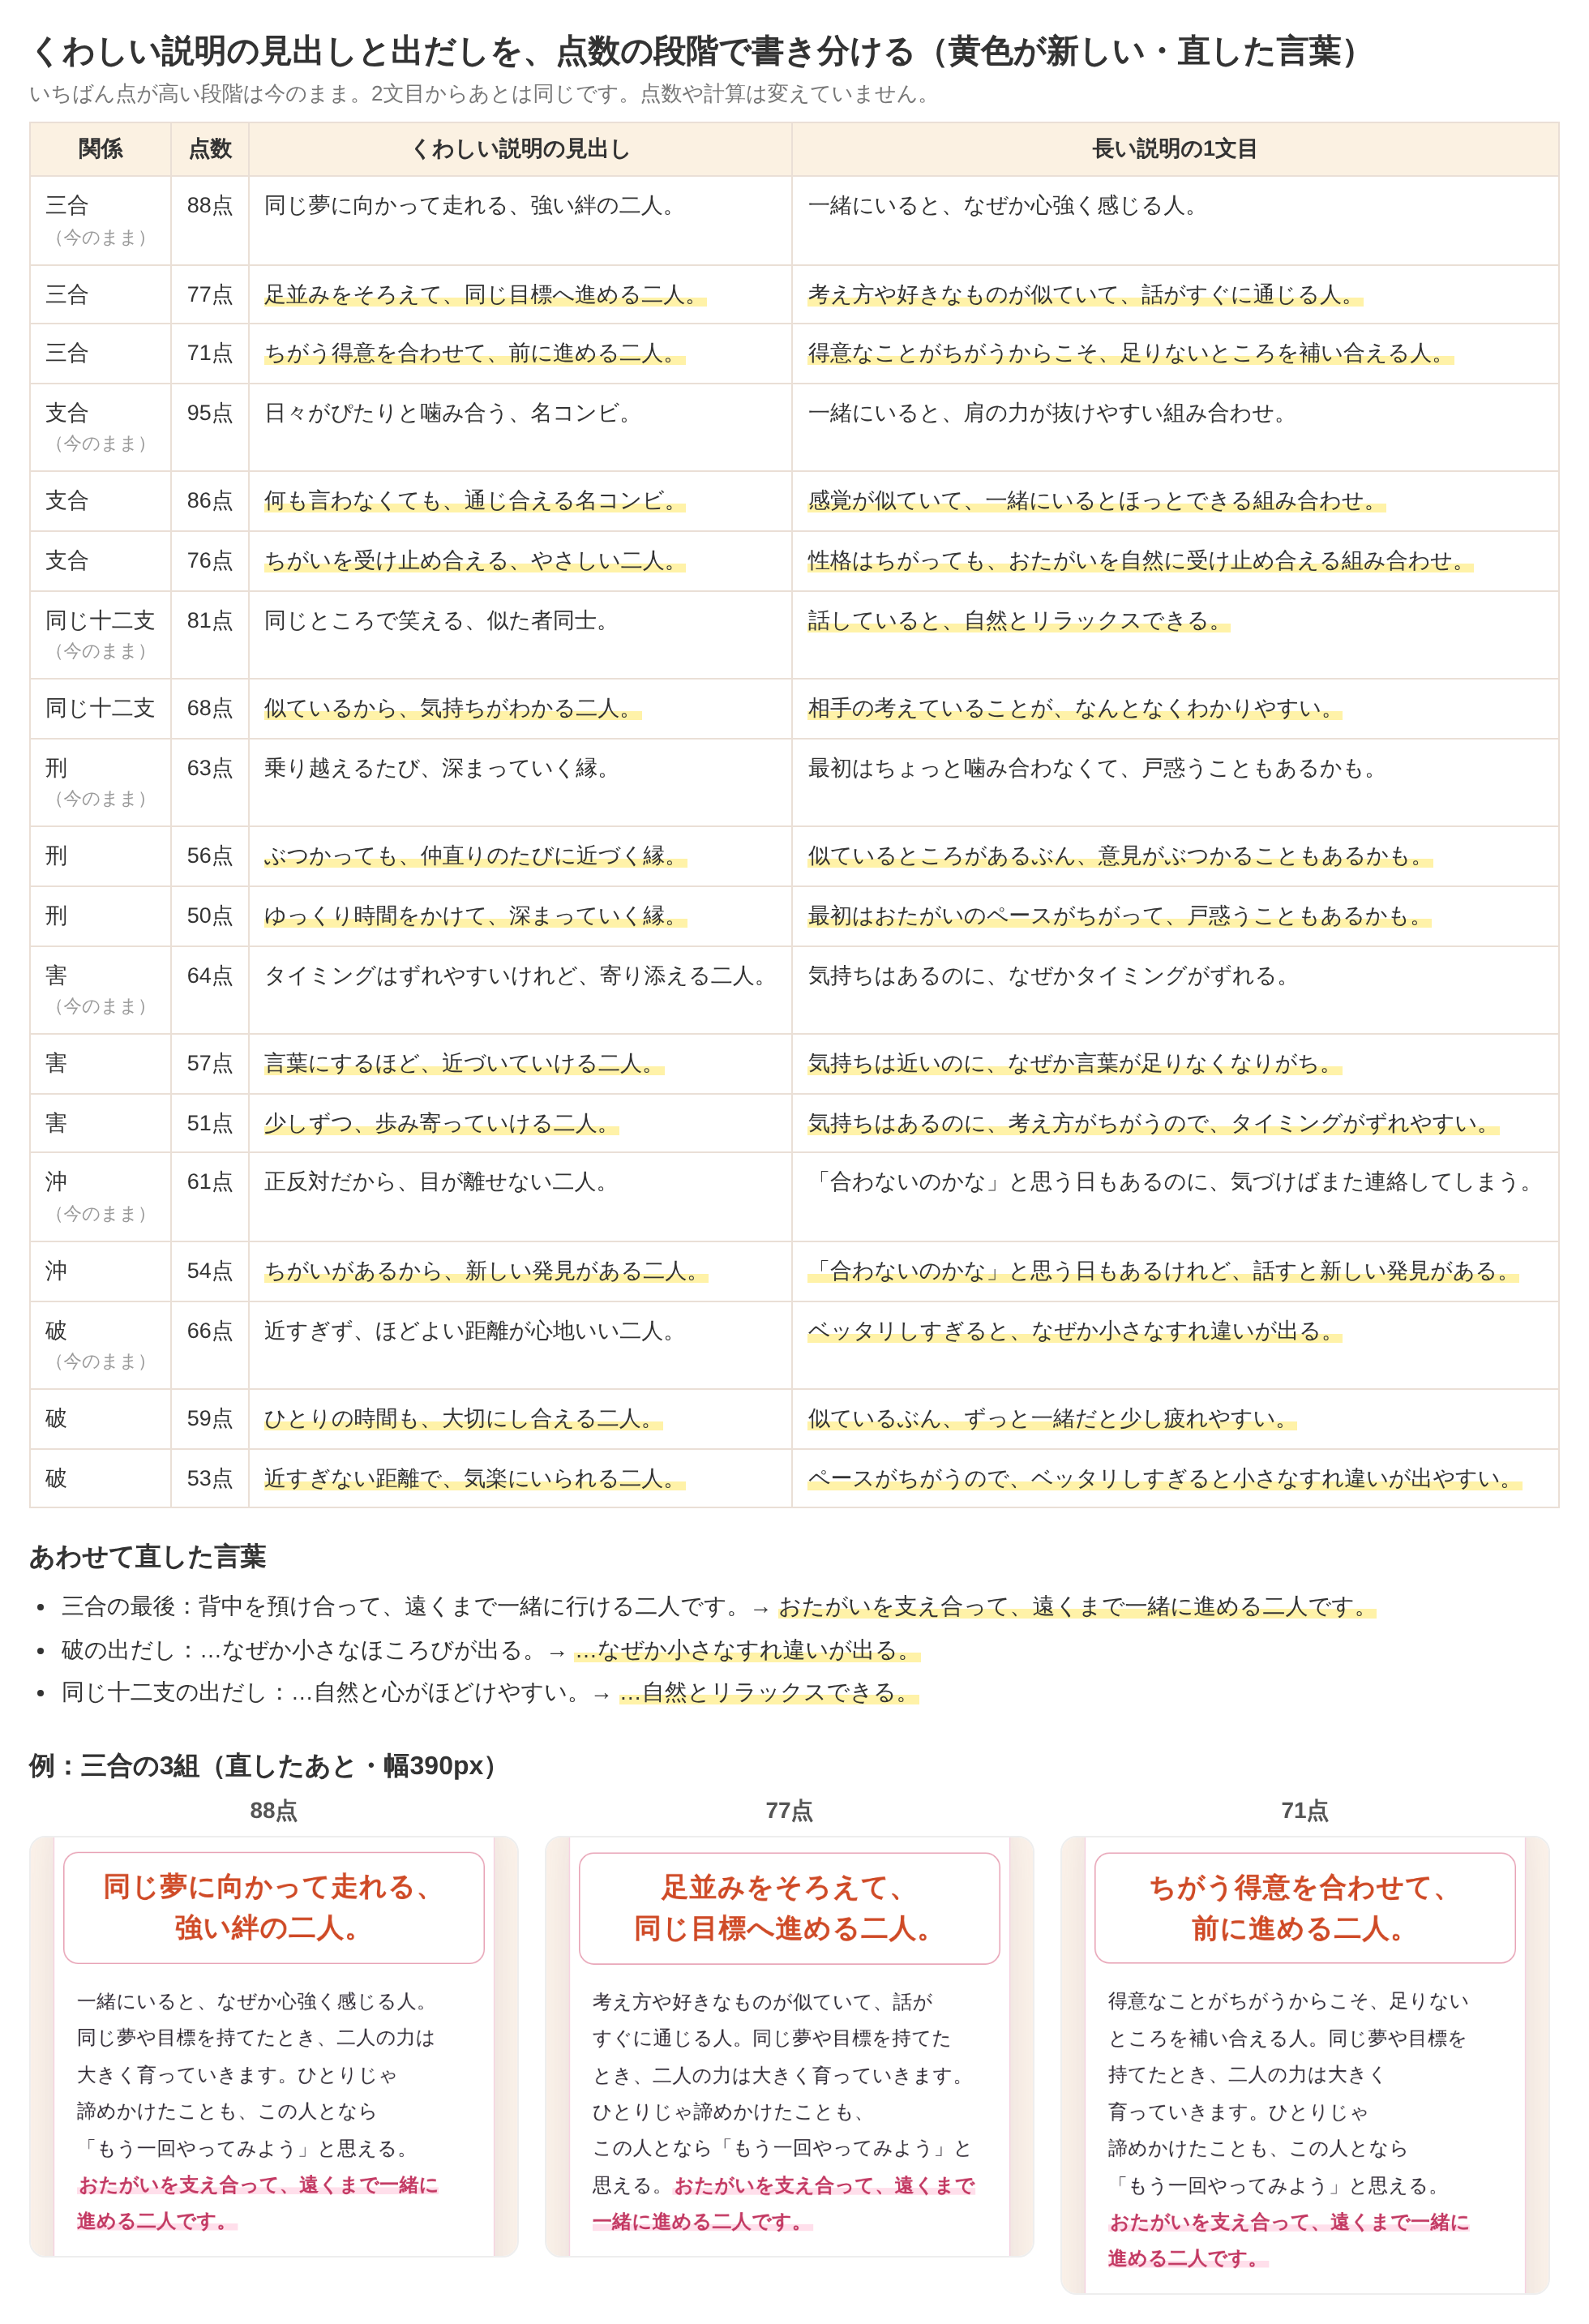 くわしい説明の見出しと出だしを、点数の段階で書き分ける（黄色が新しい・直した言葉）
いちばん点が高い段階は今のまま。2文目からあとは同じです。点数や計算は変えていません。
関係 点数 くわしい説明の見出し 長い説明の1文目
三合 88点 同じ夢に向かって走れる、強い絆の二人。 一緒にいると、なぜか心強く感じる人。
（今のまま）
三合 77点 足並みをそろえて、同じ目標へ進める二人。 考え方や好きなものが似ていて、話がすぐに通じる人。
三合 71点 ちがう得意を合わせて、前に進める二人。 得意なことがちがうからこそ、足りないところを補い合える人。
支合 95点 日々がぴたりと噛み合う、名コンビ。 一緒にいると、肩の力が抜けやすい組み合わせ。
（今のまま）
支合 86点 何も言わなくても、通じ合える名コンビ。 感覚が似ていて、一緒にいるとほっとできる組み合わせ。
支合 76点 ちがいを受け止め合える、やさしい二人。 性格はちがっても、おたがいを自然に受け止め合える組み合わせ。
同じ十二支 81点 同じところで笑える、似た者同士。 話していると、自然とリラックスできる。
（今のまま）
同じ十二支 68点 似ているから、気持ちがわかる二人。 相手の考えていることが、なんとなくわかりやすい。
刑 63点 乗り越えるたび、深まっていく縁。 最初はちょっと噛み合わなくて、戸惑うこともあるかも。
（今のまま）
刑 56点 ぶつかっても、仲直りのたびに近づく縁。 似ているところがあるぶん、意見がぶつかることもあるかも。
刑 50点 ゆっくり時間をかけて、深まっていく縁。 最初はおたがいのペースがちがって、戸惑うこともあるかも。
害 64点 タイミングはずれやすいけれど、寄り添える二人。 気持ちはあるのに、なぜかタイミングがずれる。
（今のまま）
害 57点 言葉にするほど、近づいていける二人。 気持ちは近いのに、なぜか言葉が足りなくなりがち。
害 51点 少しずつ、歩み寄っていける二人。 気持ちはあるのに、考え方がちがうので、タイミングがずれやすい。
沖 61点 正反対だから、目が離せない二人。 「合わないのかな」と思う日もあるのに、気づけばまた連絡してしまう。
（今のまま）
沖 54点 ちがいがあるから、新しい発見がある二人。 「合わないのかな」と思う日もあるけれど、話すと新しい発見がある。
破 66点 近すぎず、ほどよい距離が心地いい二人。 ベッタリしすぎると、なぜか小さなすれ違いが出る。
（今のまま）
破 59点 ひとりの時間も、大切にし合える二人。 似ているぶん、ずっと一緒だと少し疲れやすい。
破 53点 近すぎない距離で、気楽にいられる二人。 ペースがちがうので、ベッタリしすぎると小さなすれ違いが出やすい。
あわせて直した言葉
• 三合の最後：背中を預け合って、遠くまで一緒に行ける二人です。→ おたがいを支え合って、遠くまで一緒に進める二人です。
• 破の出だし：…なぜか小さなほころびが出る。→ …なぜか小さなすれ違いが出る。
• 同じ十二支の出だし：…自然と心がほどけやすい。→ …自然とリラックスできる。
例：三合の3組（直したあと・幅390px）
88点
同じ夢に向かって走れる、
強い絆の二人。
一緒にいると、なぜか心強く感じる人。
同じ夢や目標を持てたとき、二人の力は
大きく育っていきます。ひとりじゃ
諦めかけたことも、この人となら
「もう一回やってみよう」と思える。
おたがいを支え合って、遠くまで一緒に
進める二人です。
77点
足並みをそろえて、
同じ目標へ進める二人。
考え方や好きなものが似ていて、話が
すぐに通じる人。同じ夢や目標を持てた
とき、二人の力は大きく育っていきます。
ひとりじゃ諦めかけたことも、
この人となら「もう一回やってみよう」と
思える。おたがいを支え合って、遠くまで
一緒に進める二人です。
71点
ちがう得意を合わせて、
前に進める二人。
得意なことがちがうからこそ、足りない
ところを補い合える人。同じ夢や目標を
持てたとき、二人の力は大きく
育っていきます。ひとりじゃ
諦めかけたことも、この人となら
「もう一回やってみよう」と思える。
おたがいを支え合って、遠くまで一緒に
進める二人です。